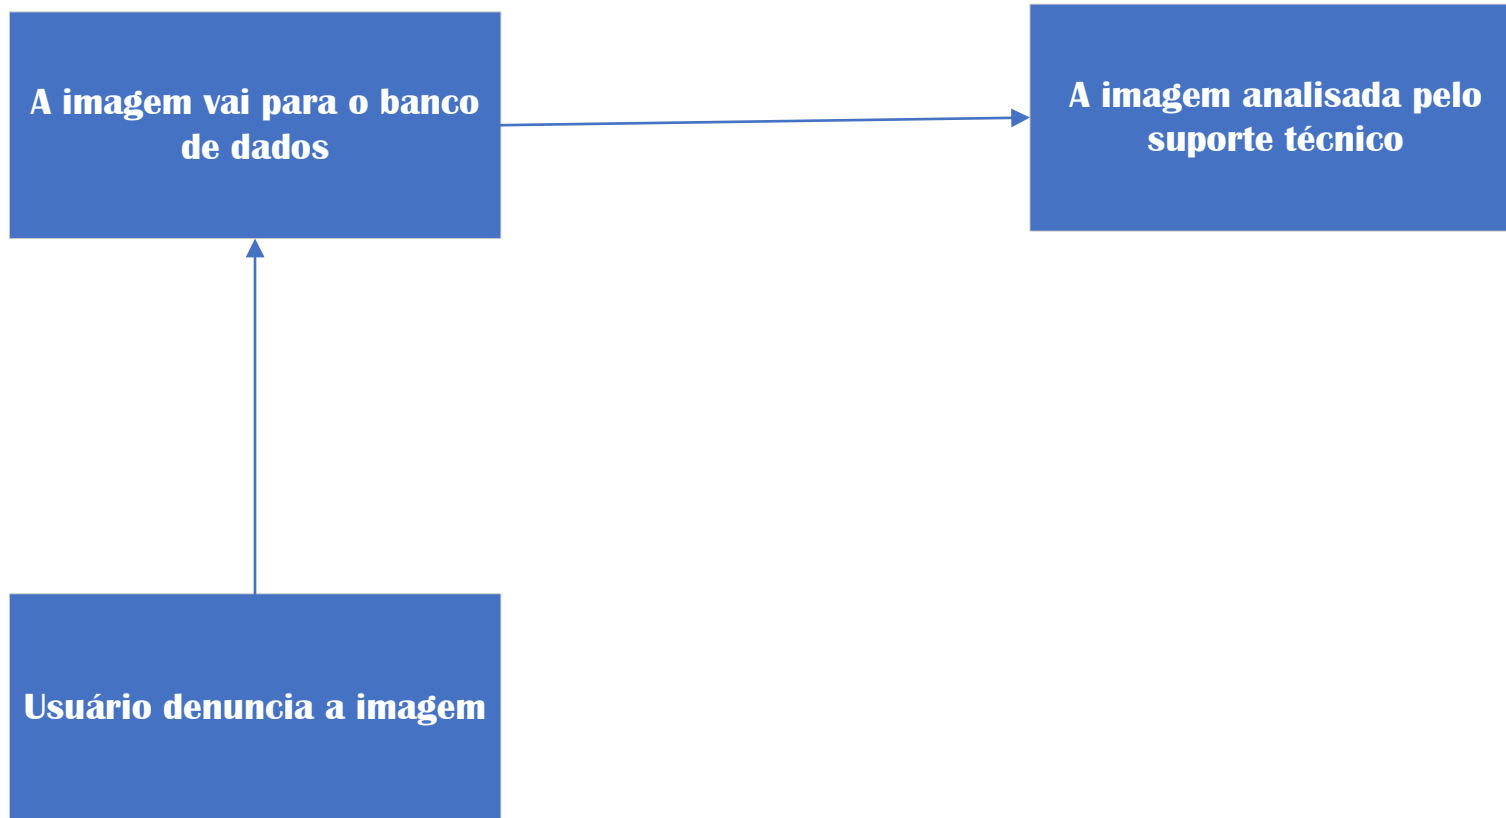 A imagem vai para o banco
de dados
A imagem analisada pelo
suporte técnico
Usuário denuncia a imagem